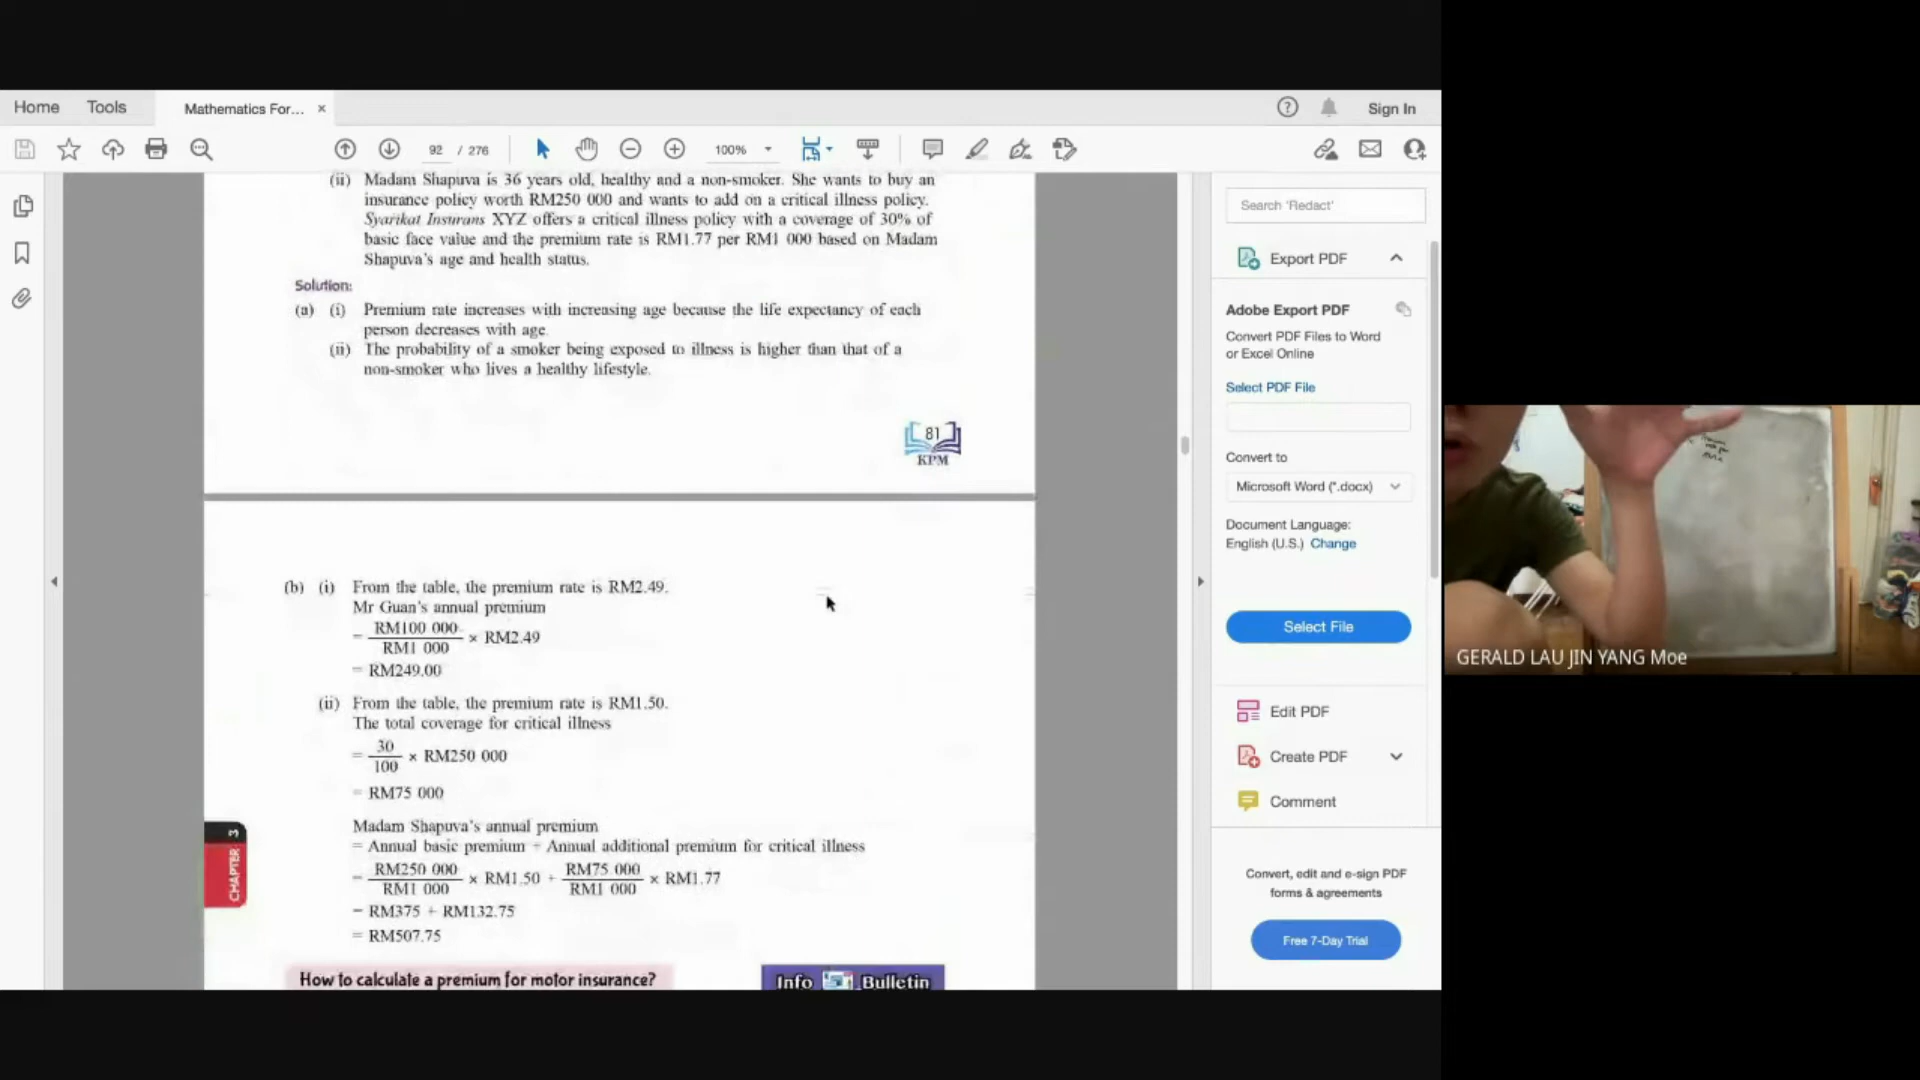 Home Tools Mathematics For... × Sign In
92 / 276 100%
(ii) Madam Shapuva is 36 years old, healthy and a non-smoker. She wants to buy an
insurance policy worth RM250 000 and wants to add on a critical illness policy.
Syarikat Insurans XYZ offers a critical illness policy with a coverage of 30% of
basic face value and the premium rate is RM1.77 per RM1 000 based on Madam
Shapuva's age and health status.
Solution:
(a) (i) Premium rate increases with increasing age because the life expectancy of each
person decreases with age.
(ii) The probability of a smoker being exposed to illness is higher than that of a
non-smoker who lives a healthy lifestyle.
81
KPM
(b) (i) From the table, the premium rate is RM2.49.
Mr Guan's annual premium
= RM100 000 / RM1 000 × RM2.49
= RM249.00
(ii) From the table, the premium rate is RM1.50.
The total coverage for critical illness
= 30 / 100 × RM250 000
= RM75 000
CHAPTER 3
Madam Shapuva's annual premium
= Annual basic premium + Annual additional premium for critical illness
= RM250 000 / RM1 000 × RM1.50 + RM75 000 / RM1 000 × RM1.77
= RM375 + RM132.75
= RM507.75
How to calculate a premium for motor insurance?
Info Bulletin
Search 'Redact'
Export PDF
Adobe Export PDF
Convert PDF Files to Word
or Excel Online
Select PDF File
Convert to
Microsoft Word (*.docx)
Document Language:
English (U.S.) Change
Select File
Edit PDF
Create PDF
Comment
Convert, edit and e-sign PDF
forms & agreements
Free 7-Day Trial
GERALD LAU JIN YANG Moe